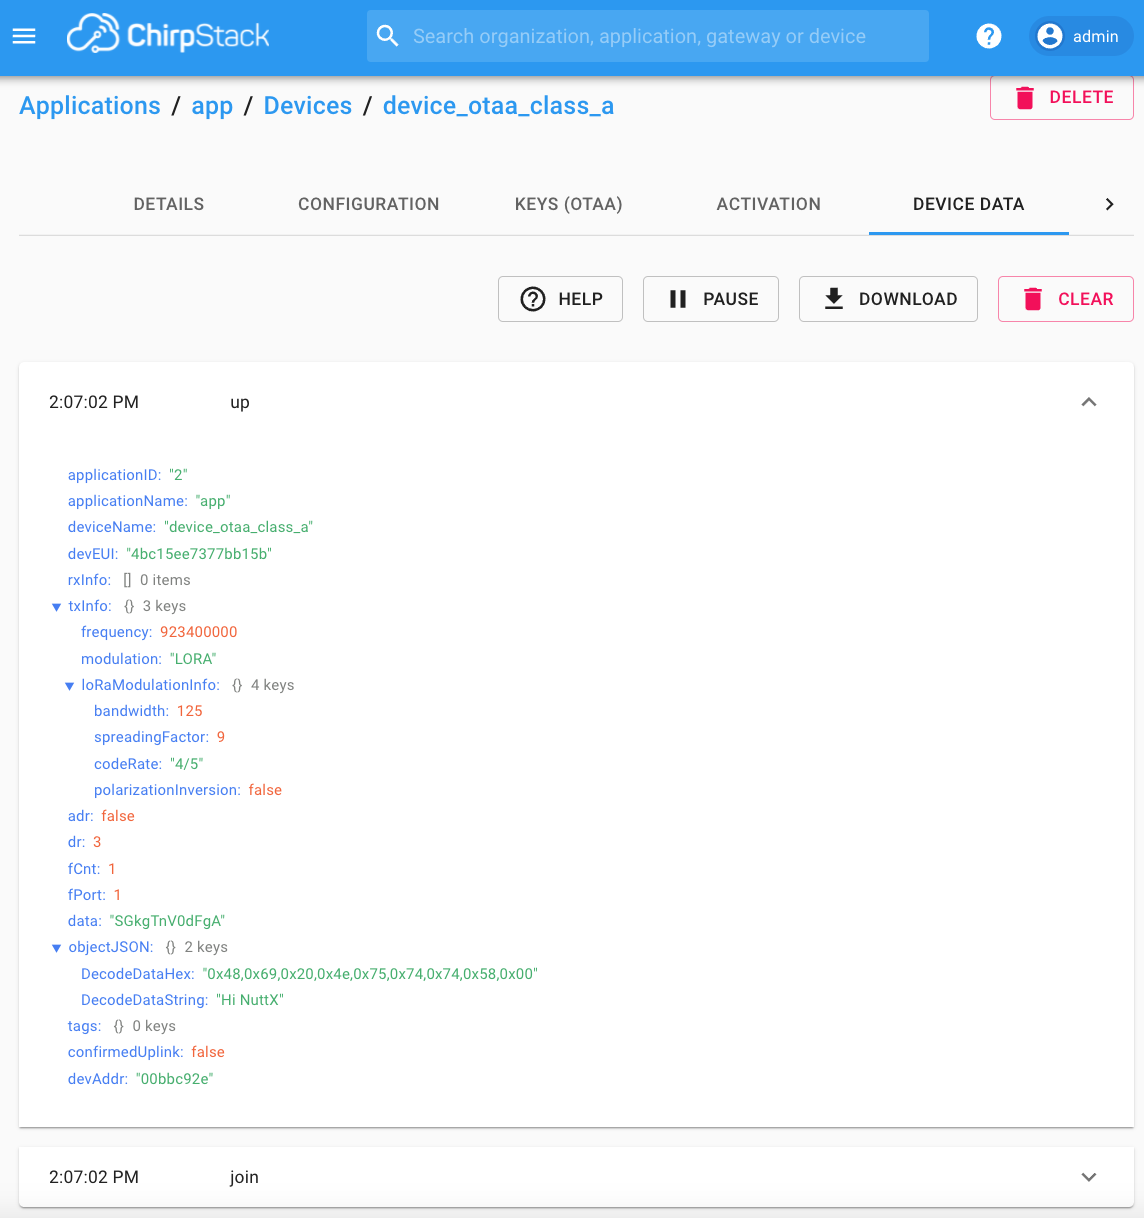 ChirpStack
Search organization, application, gateway or device
? admin
Applications / app / Devices / device_otaa_class_a
DELETE
DETAILS CONFIGURATION KEYS (OTAA) ACTIVATION DEVICE DATA
HELP PAUSE DOWNLOAD CLEAR
2:07:02 PM up
applicationID: "2"
applicationName: "app"
deviceName: "device_otaa_class_a"
devEUI: "4bc15ee7377bb15b"
rxInfo: [] 0 items
txInfo: {} 3 keys
frequency: 923400000
modulation: "LORA"
loRaModulationInfo: {} 4 keys
bandwidth: 125
spreadingFactor: 9
codeRate: "4/5"
polarizationInversion: false
adr: false
dr: 3
fCnt: 1
fPort: 1
data: "SGkgTnV0dFgA"
objectJSON: {} 2 keys
DecodeDataHex: "0x48,0x69,0x20,0x4e,0x75,0x74,0x74,0x58,0x00"
DecodeDataString: "Hi NuttX"
tags: {} 0 keys
confirmedUplink: false
devAddr: "00bbc92e"
2:07:02 PM join